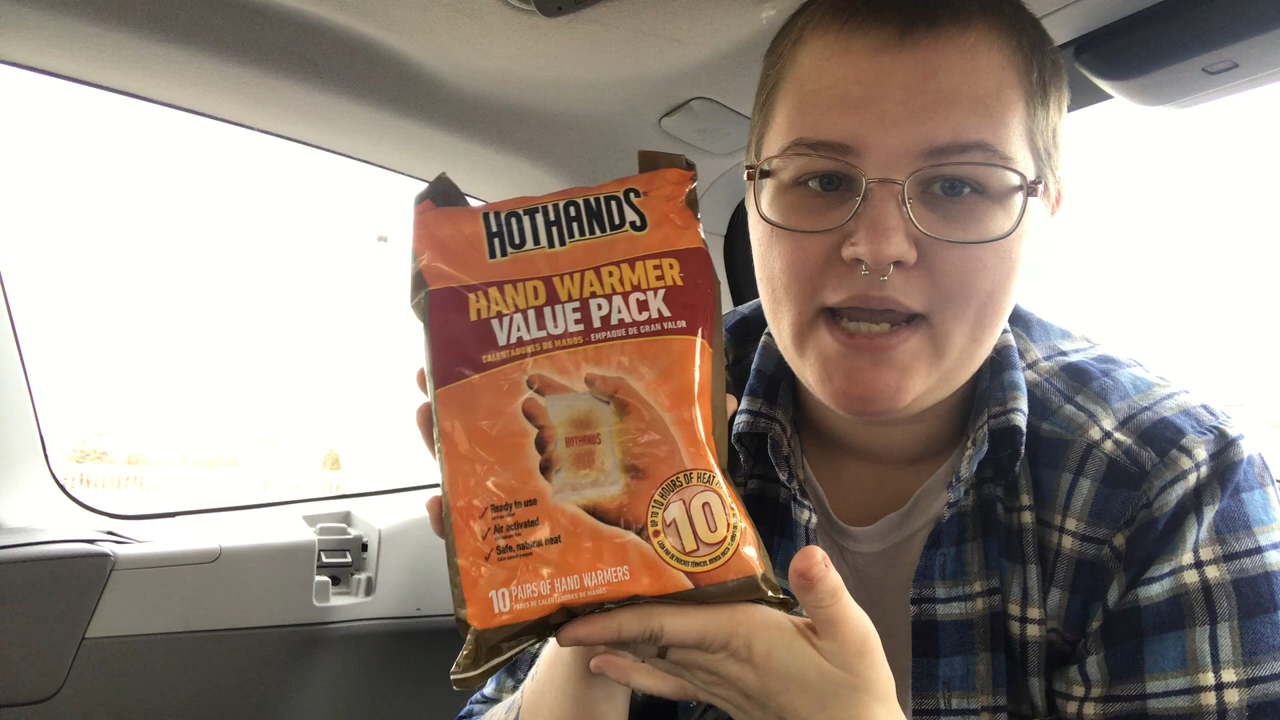 HOTHANDS
HAND WARMER
VALUE PACK
CALENTADORES DE MANOS - EMPAQUE DE GRAN VALOR
HOTHANDS
Ready to use
Air activated
Safe, natural heat
UP TO 10 HOURS OF HEAT
10
10 PAIRS OF HAND WARMERS
PARES DE CALENTADORES DE MANOS